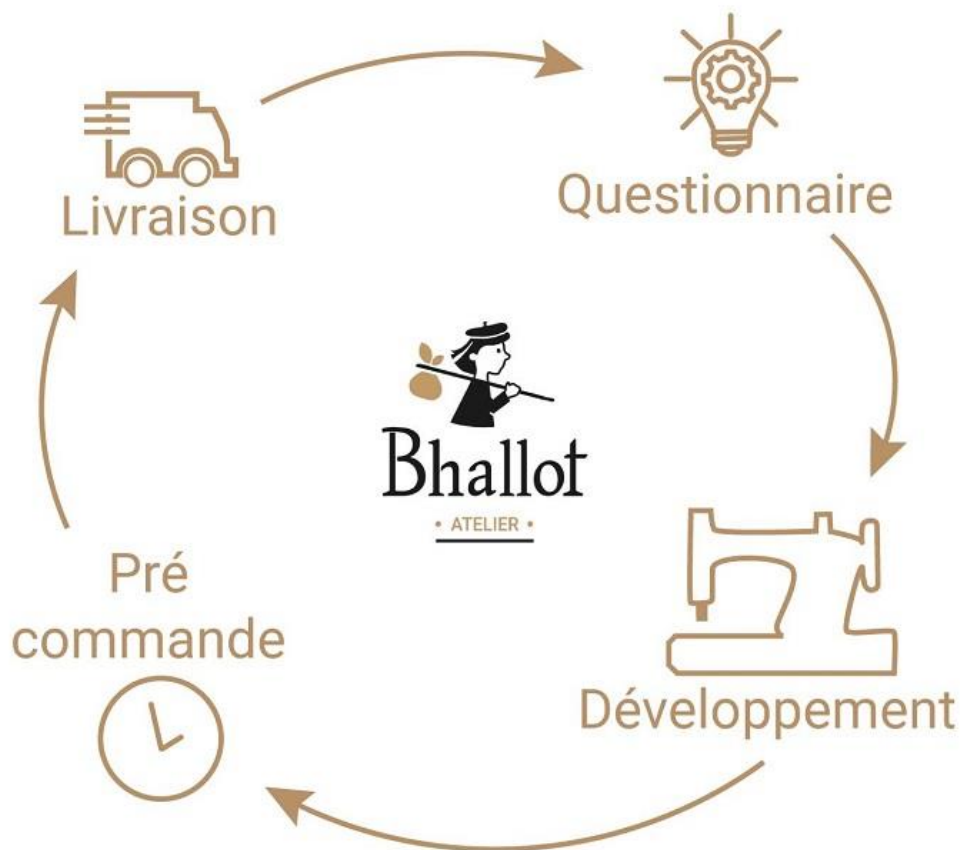 Livraison
Questionnaire
Bhallot
• ATELIER •
Pré
commande
Développement